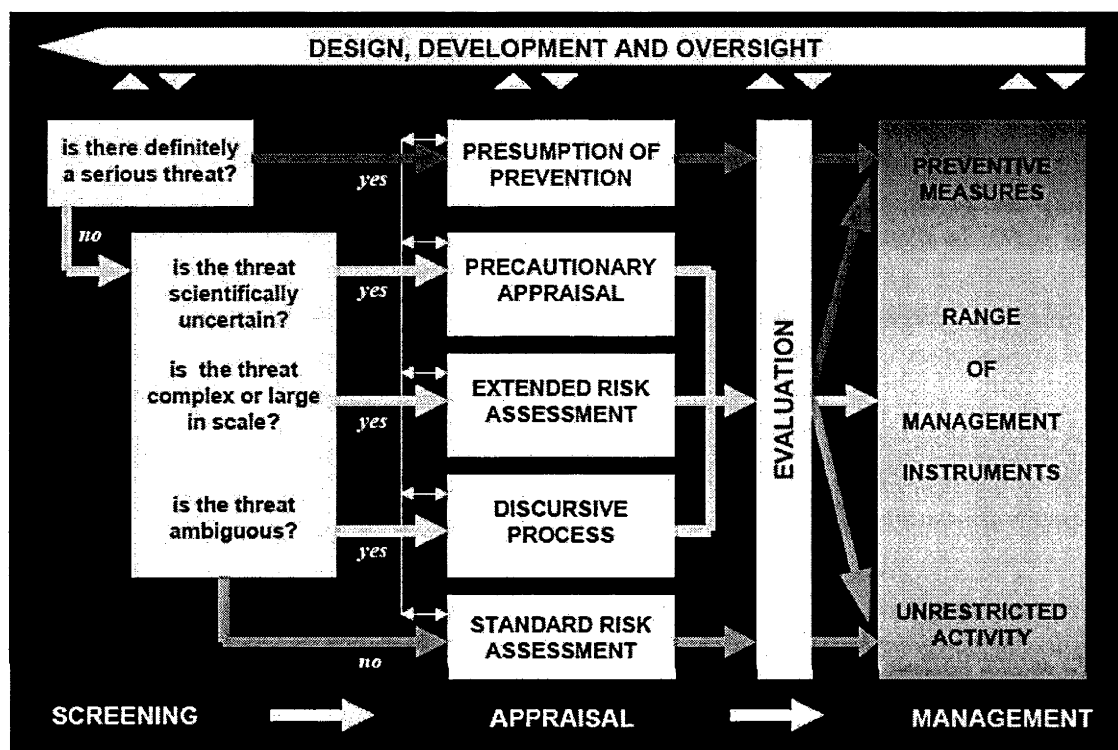 DESIGN, DEVELOPMENT AND OVERSIGHT
is there definitely
a serious threat?
yes
PRESUMPTION OF
PREVENTION
PREVENTIVE
MEASURES
no
is the threat
scientifically
uncertain?
yes
PRECAUTIONARY
APPRAISAL
is the threat
complex or large
in scale?
yes
EXTENDED RISK
ASSESSMENT
is the threat
ambiguous?
yes
DISCURSIVE
PROCESS
no
STANDARD RISK
ASSESSMENT
EVALUATION
RANGE
OF
MANAGEMENT
INSTRUMENTS
UNRESTRICTED
ACTIVITY
SCREENING
APPRAISAL
MANAGEMENT